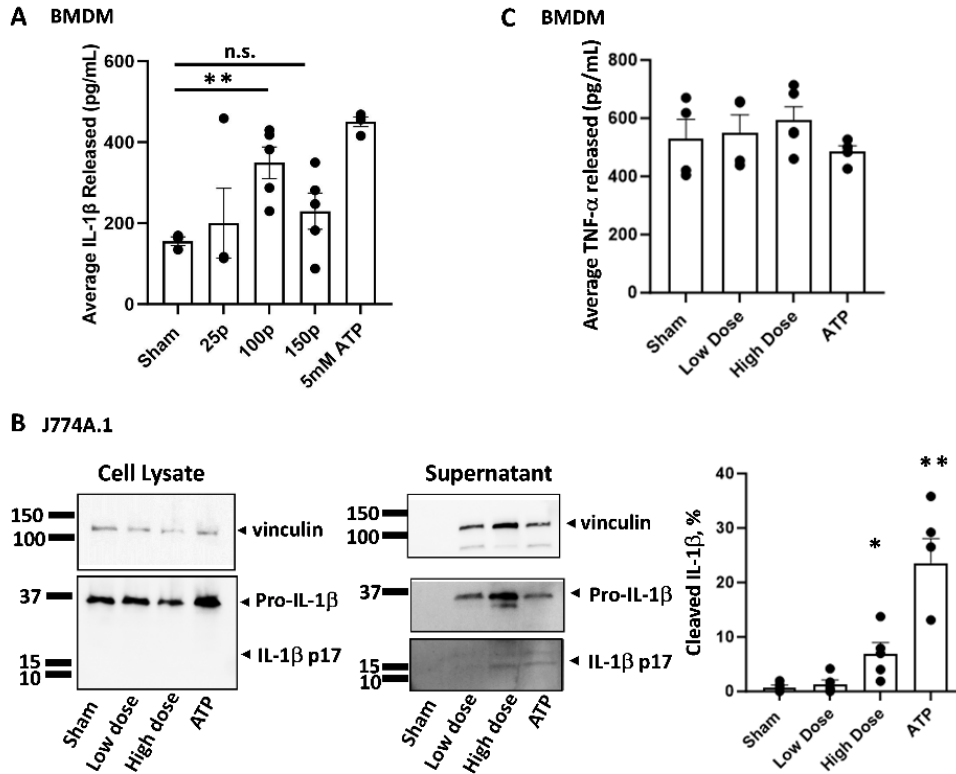 A BMDM
Average IL-1β Released (pg/mL)
600
400
200
0
n.s.
**
Sham
25p
100p
150p
5mM ATP
C BMDM
Average TNF-α released (pg/mL)
800
600
400
200
0
Sham
Low Dose
High Dose
ATP
B J774A.1
Cell Lysate
150
100
vinculin
37
Pro-IL-1β
15
10
IL-1β p17
Sham
Low dose
High dose
ATP
Supernatant
150
100
vinculin
37
Pro-IL-1β
15
10
IL-1β p17
Sham
Low dose
High dose
ATP
Cleaved IL-1β, %
40
30
20
10
0
*
**
Sham
Low Dose
High Dose
ATP